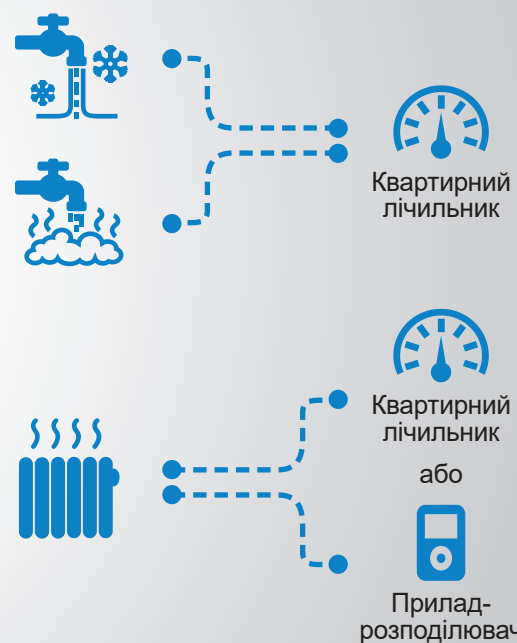 Квартирний
лічильник
Квартирний
лічильник
або
Прилад-
розподілювач